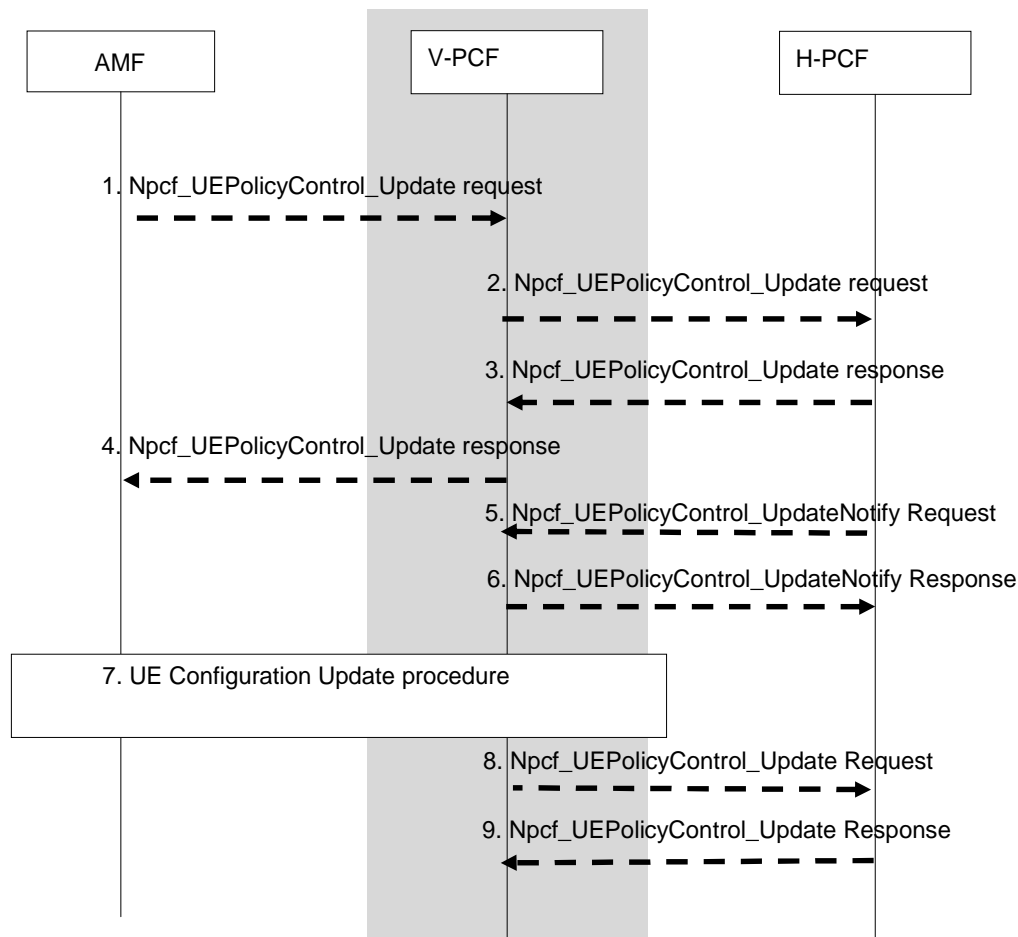 AMF
V-PCF
H-PCF
1. Npcf_UEPolicyControl_Update request
2. Npcf_UEPolicyControl_Update request
3. Npcf_UEPolicyControl_Update response
4. Npcf_UEPolicyControl_Update response
5. Npcf_UEPolicyControl_UpdateNotify Request
6. Npcf_UEPolicyControl_UpdateNotify Response
7. UE Configuration Update procedure
8. Npcf_UEPolicyControl_Update Request
9. Npcf_UEPolicyControl_Update Response